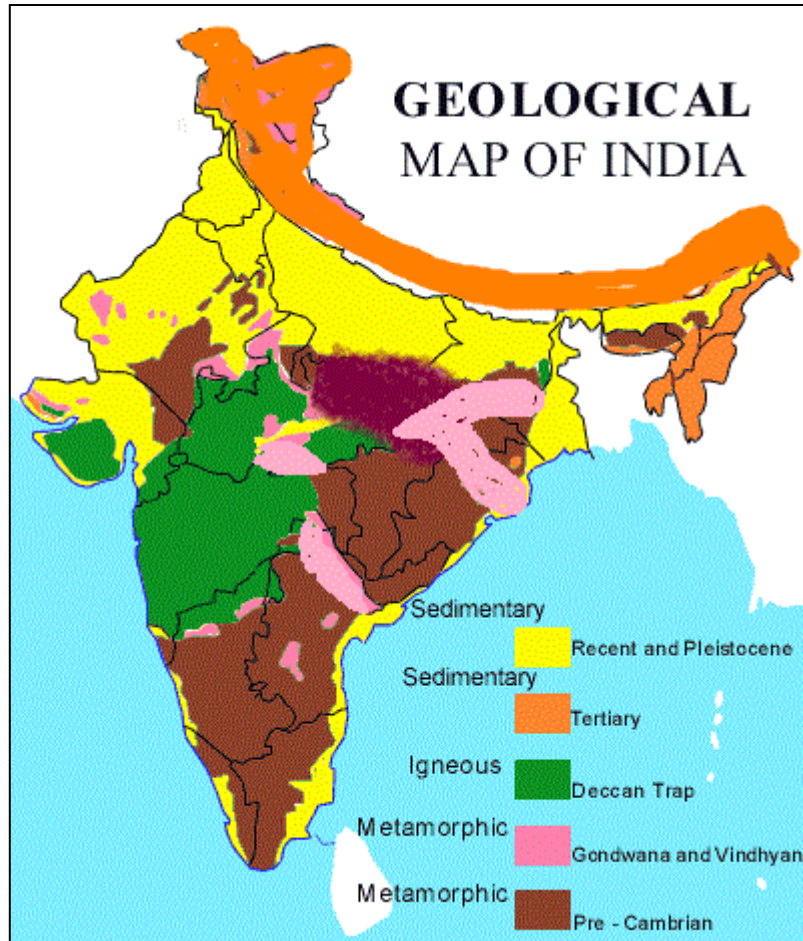 GEOLOGICAL
MAP OF INDIA
Sedimentary
Recent and Pleistocene
Sedimentary
Tertiary
Igneous
Deccan Trap
Metamorphic
Gondwana and Vindhyan
Metamorphic
Pre - Cambrian